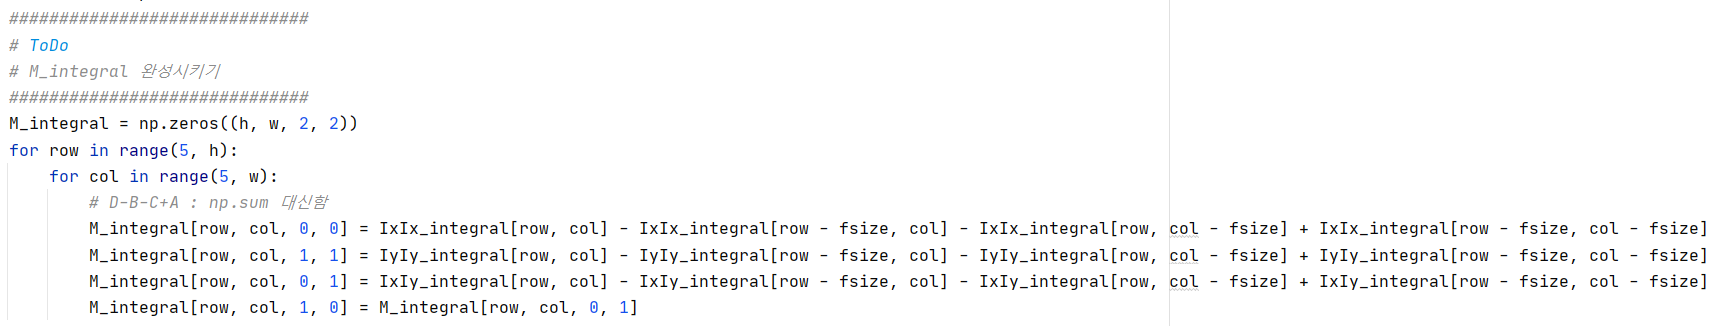 ##############################
# ToDo
# M_integral 완성시키기
##############################
M_integral = np.zeros((h, w, 2, 2))
for row in range(5, h):
    for col in range(5, w):
        # D-B-C+A : np.sum 대신함
        M_integral[row, col, 0, 0] = IxIx_integral[row, col] - IxIx_integral[row - fsize, col] - IxIx_integral[row, col - fsize] + IxIx_integral[row - fsize, col - fsize]
        M_integral[row, col, 1, 1] = IyIy_integral[row, col] - IyIy_integral[row - fsize, col] - IyIy_integral[row, col - fsize] + IyIy_integral[row - fsize, col - fsize]
        M_integral[row, col, 0, 1] = IxIy_integral[row, col] - IxIy_integral[row - fsize, col] - IxIy_integral[row, col - fsize] + IxIy_integral[row - fsize, col - fsize]
        M_integral[row, col, 1, 0] = M_integral[row, col, 0, 1]